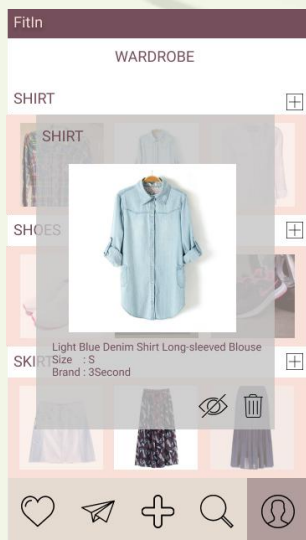 FitIn
WARDROBE
SHIRT
SHIRT
SHOES
Light Blue Denim Shirt Long-sleeved Blouse
SKIRT
Size : S
Brand : 3Second